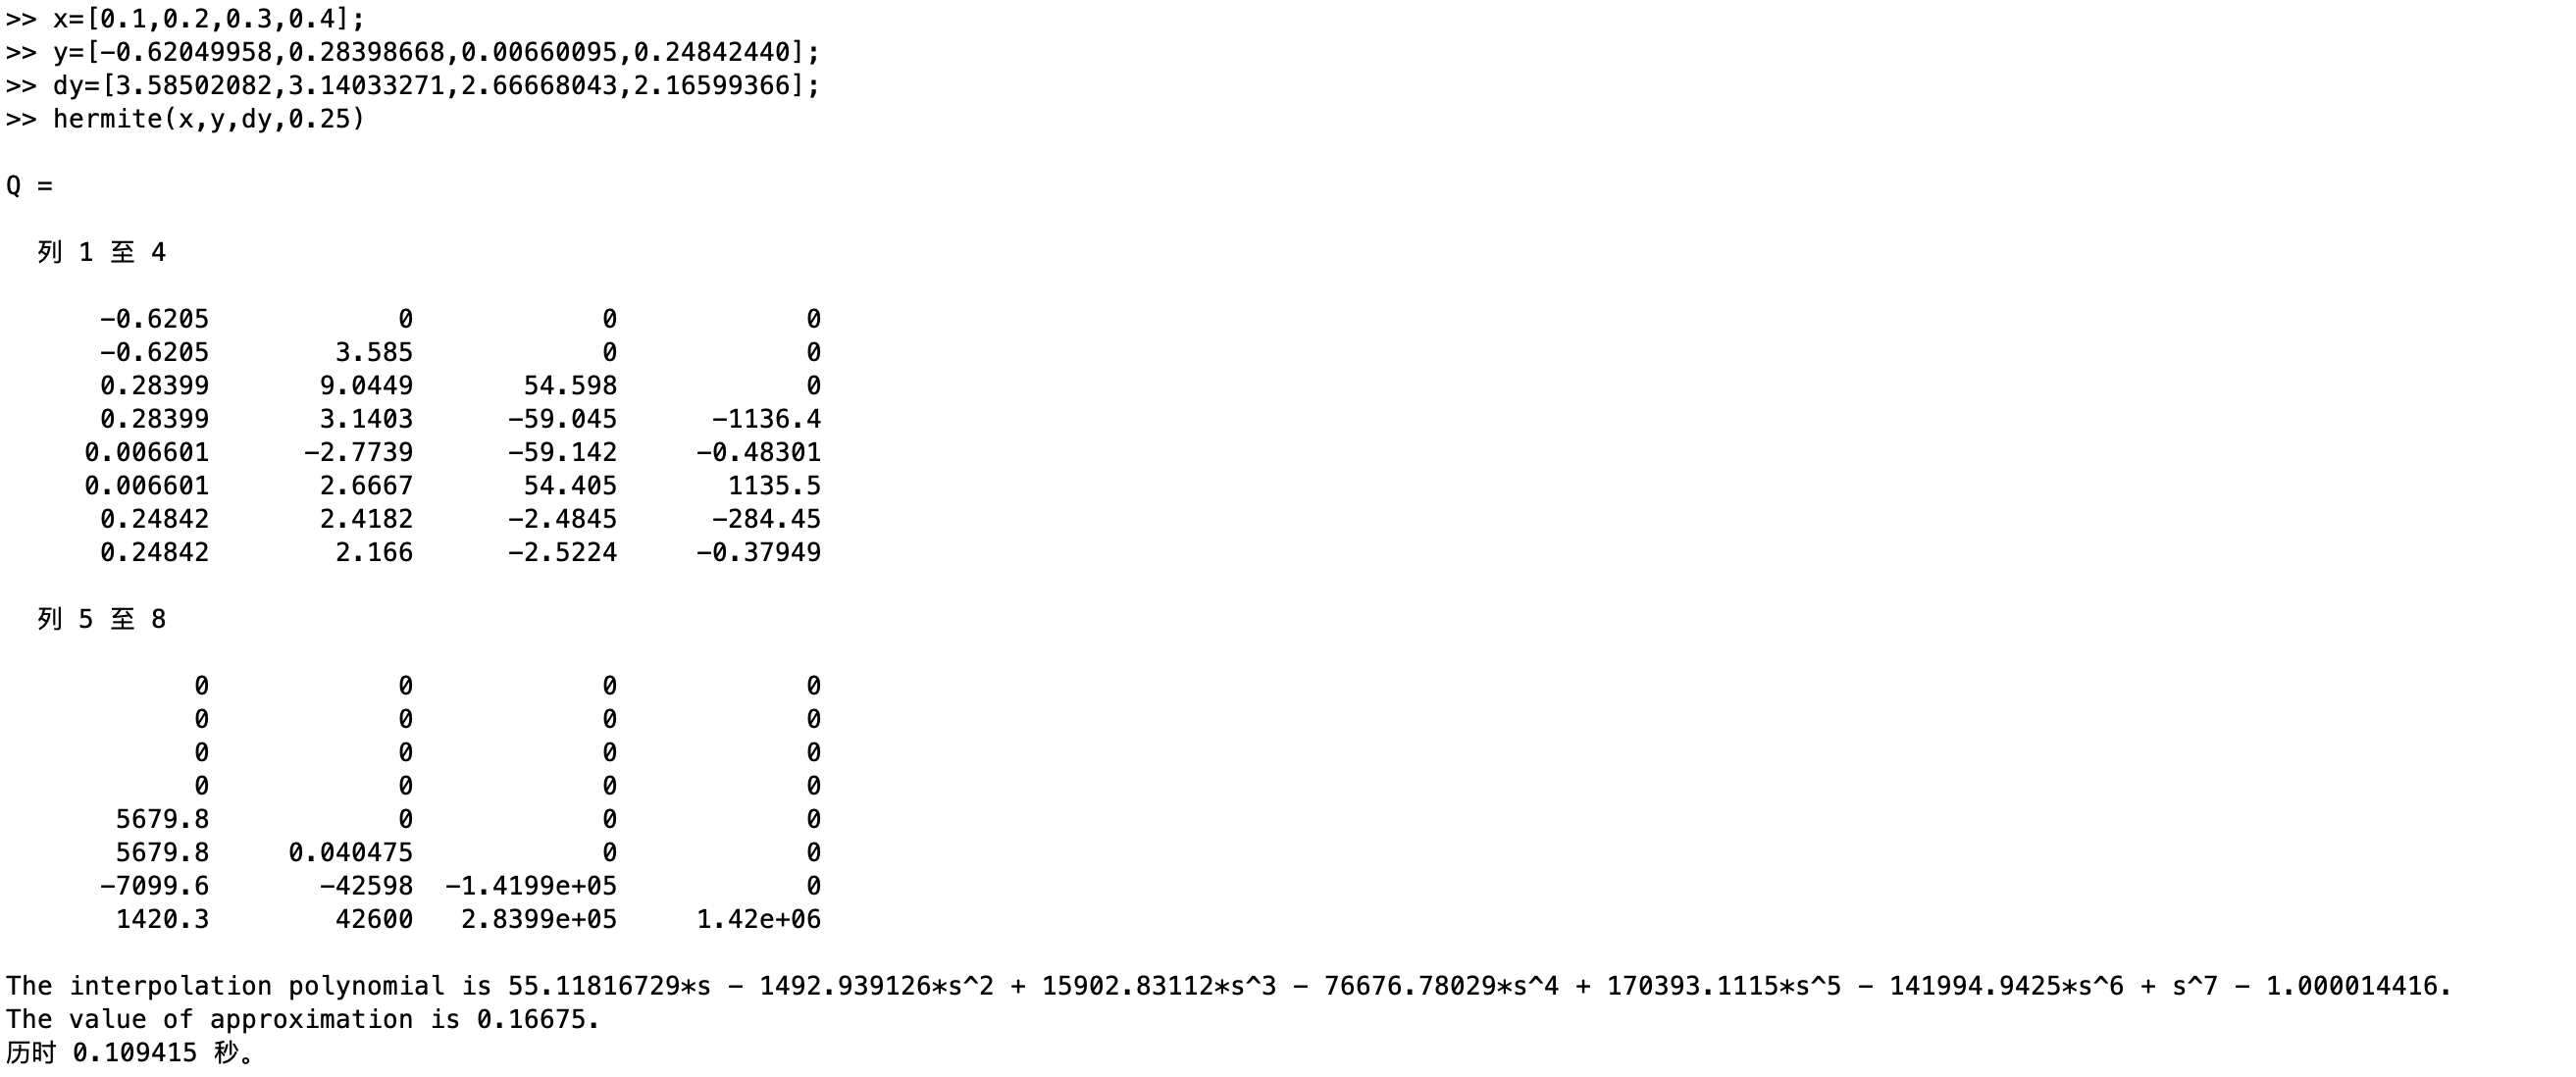 >> x=[0.1,0.2,0.3,0.4];
>> y=[−0.62049958,0.28398668,0.00660095,0.24842440];
>> dy=[3.58502082,3.14033271,2.66668043,2.16599366];
>> hermite(x,y,dy,0.25)
Q =
列 1 至 4
−0.6205 0 0 0
−0.6205 3.585 0 0
0.28399 9.0449 54.598 0
0.28399 3.1403 −59.045 −1136.4
0.006601 −2.7739 −59.142 −0.48301
0.006601 2.6667 54.405 1135.5
0.24842 2.4182 −2.4845 −284.45
0.24842 2.166 −2.5224 −0.37949
列 5 至 8
0 0 0 0
0 0 0 0
0 0 0 0
0 0 0 0
5679.8 0 0 0
5679.8 0.040475 0 0
−7099.6 −42598 −1.4199e+05 0
1420.3 42600 2.8399e+05 1.42e+06
The interpolation polynomial is 55.11816729*s − 1492.939126*s^2 + 15902.83112*s^3 − 76676.78029*s^4 + 170393.1115*s^5 − 141994.9425*s^6 + s^7 − 1.000014416.
The value of approximation is 0.16675.
历时 0.109415 秒。